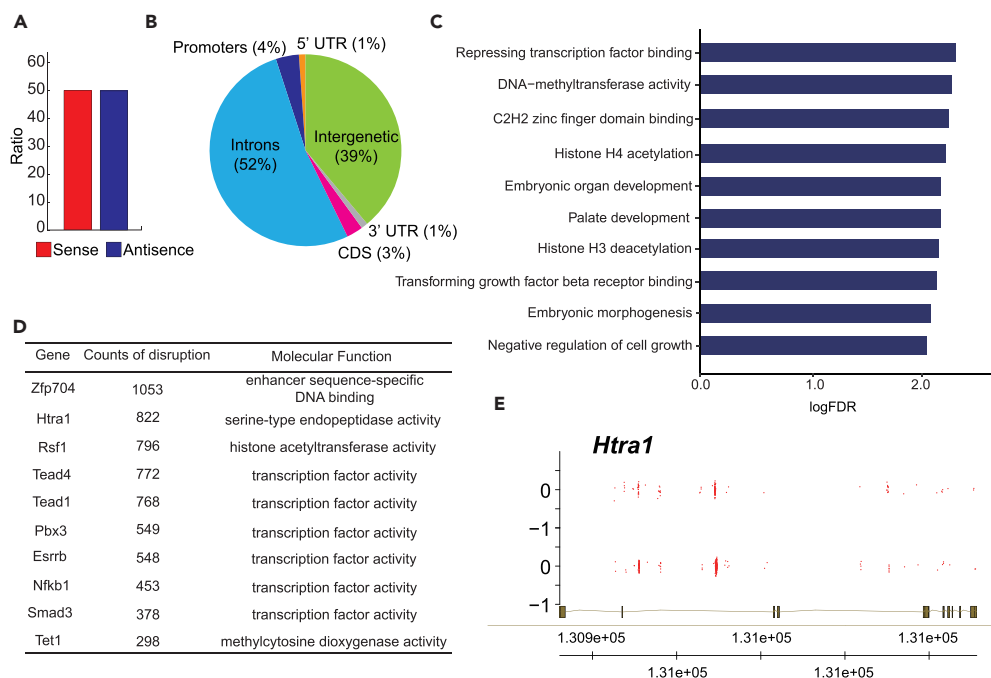 A
Ratio
60
50
40
30
20
10
0
Sense Antisence
B
Promoters (4%)
5' UTR (1%)
Introns
(52%)
Intergenetic
(39%)
3' UTR (1%)
CDS (3%)
C
Repressing transcription factor binding
DNA−methyltransferase activity
C2H2 zinc finger domain binding
Histone H4 acetylation
Embryonic organ development
Palate development
Histone H3 deacetylation
Transforming growth factor beta receptor binding
Embryonic morphogenesis
Negative regulation of cell growth
0.0 1.0 2.0
logFDR
D
Gene Counts of disruption Molecular Function
Zfp704 1053 enhancer sequence-specific
DNA binding
Htra1 822 serine-type endopeptidase activity
Rsf1 796 histone acetyltransferase activity
Tead4 772 transcription factor activity
Tead1 768 transcription factor activity
Pbx3 549 transcription factor activity
Esrrb 548 transcription factor activity
Nfkb1 453 transcription factor activity
Smad3 378 transcription factor activity
Tet1 298 methylcytosine dioxygenase activity
E
Htra1
0
−1
0
−1
1.309e+05 1.31e+05 1.31e+05
1.31e+05 1.31e+05